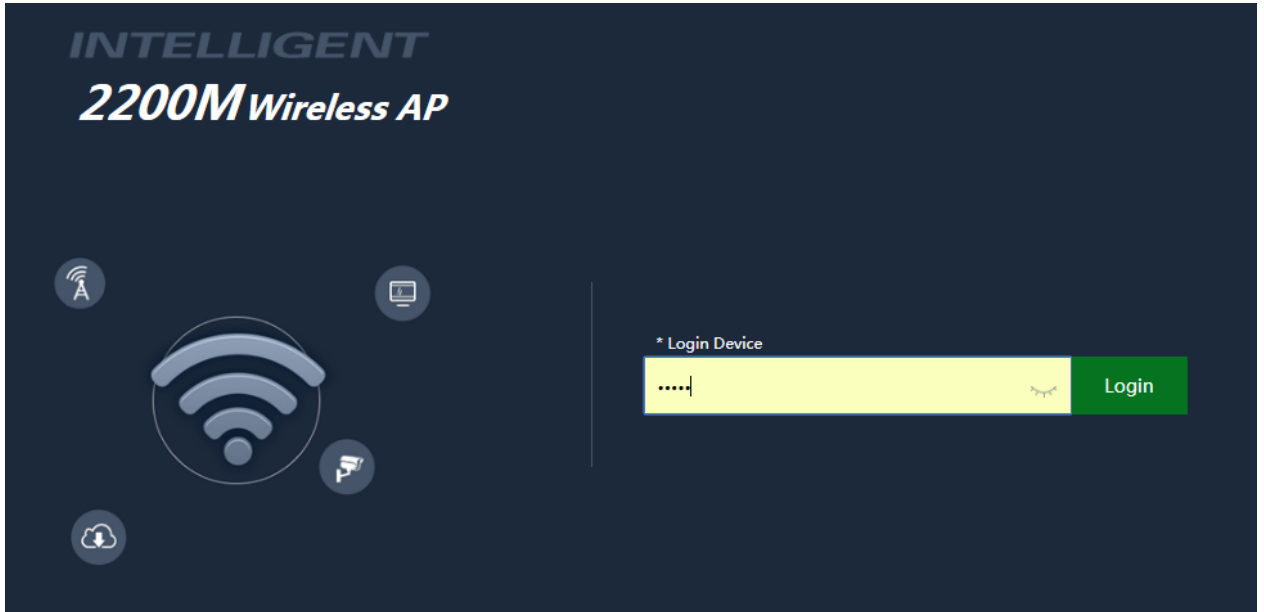 INTELLIGENT
2200M Wireless AP
* Login Device
•••••
Login